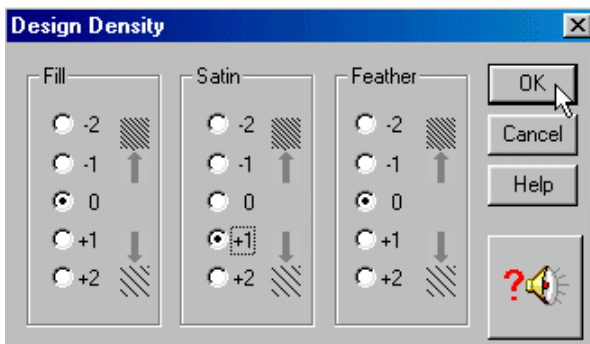 Design Density
Fill
-2
-1
0
+1
+2
Satin
-2
-1
0
+1
+2
Feather
-2
-1
0
+1
+2
OK
Cancel
Help
?